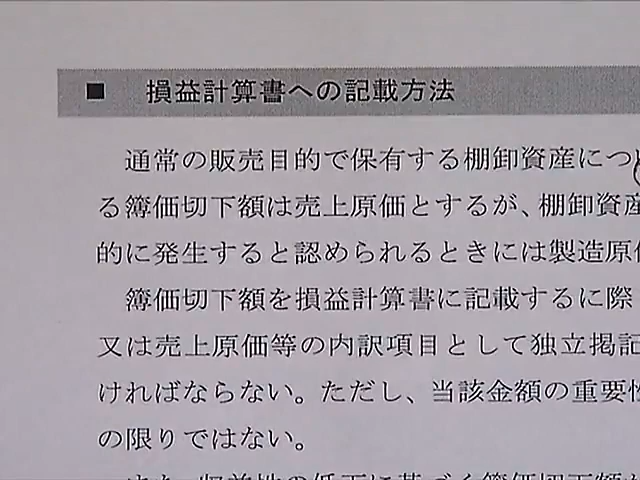 ■ 損益計算書への記載方法
通常の販売目的で保有する棚卸資産につ
る簿価切下額は売上原価とするが、棚卸資産
的に発生すると認められるときには製造原価
簿価切下額を損益計算書に記載するに際
又は売上原価等の内訳項目として独立掲記
ければならない。ただし、当該金額の重要性
の限りではない。